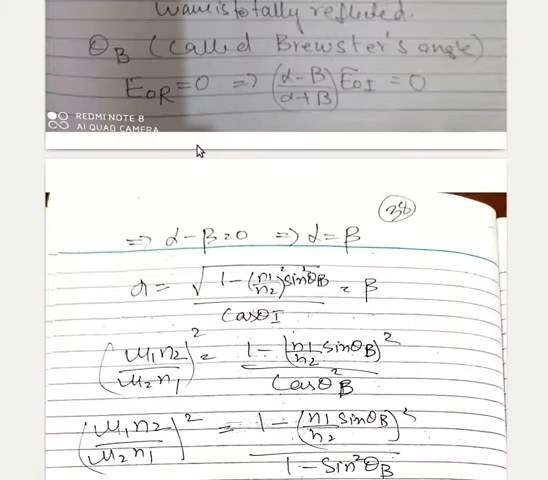 wave is totally reflected.
θB (called Brewster's angle)
EOR = 0 => (α-β / α+β) EOI = 0
REDMI NOTE 8
AI QUAD CAMERA
38
=> α-β=0 => α=β
α = √(1-(n1/n2)² sin²θB) / cosθI = β
(μ1n2 / μ2n1)² = 1-(n1/n2 sinθB)² / cos²θB
(μ1n2 / μ2n1)² = 1-(n1/n2 sinθB)² / 1-sin²θB